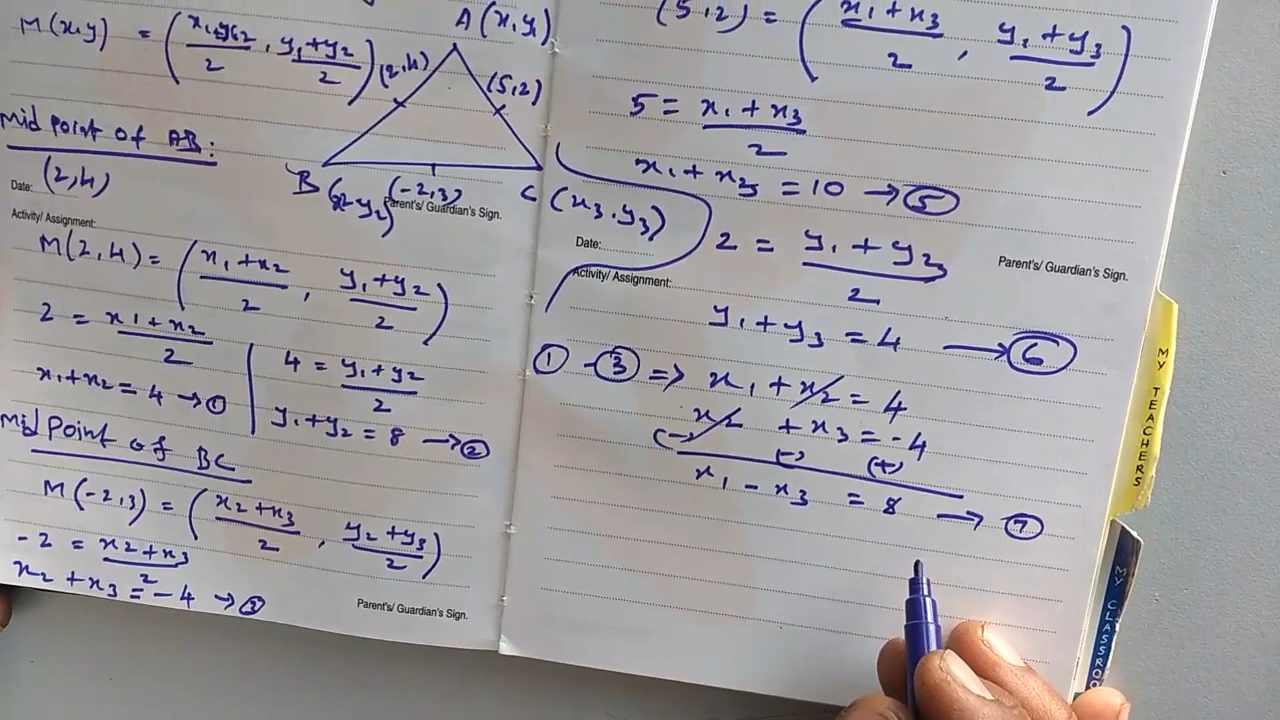 M(x,y) = (x₁+x₂/2, y₁+y₂/2)
A(x₁y₁)
(2,4)
(5,2)
Mid point of AB:
(2,4)
B (x₂ y₂)
(-2,3)
C (x₃,y₃)
Date:
Parent's/ Guardian's Sign.
Activity/ Assignment:
M(2,4) = (x₁+x₂/2, y₁+y₂/2)
2 = x₁+x₂/2
4 = y₁+y₂/2
x₁+x₂ = 4 → ①
y₁+y₂ = 8 → ②
Mid Point of BC
M(-2,3) = (x₂+x₃/2, y₂+y₃/2)
-2 = x₂+x₃/2
x₂+x₃ = -4 → ③
Parent's/ Guardian's Sign.
(5,2) = (x₁+x₃/2, y₁+y₃/2)
5 = x₁+x₃/2
x₁+x₃ = 10 → ⑤
2 = y₁+y₃/2
Date:
Parent's/ Guardian's Sign.
Activity/ Assignment:
y₁+y₃ = 4 → ⑥
① - ③ => x₁+x₂ = 4
x₂ +x₃ = -4
(-) (-) (+)
x₁-x₃ = 8 → ⑦
MY TEACHERS
MY CLASSROO